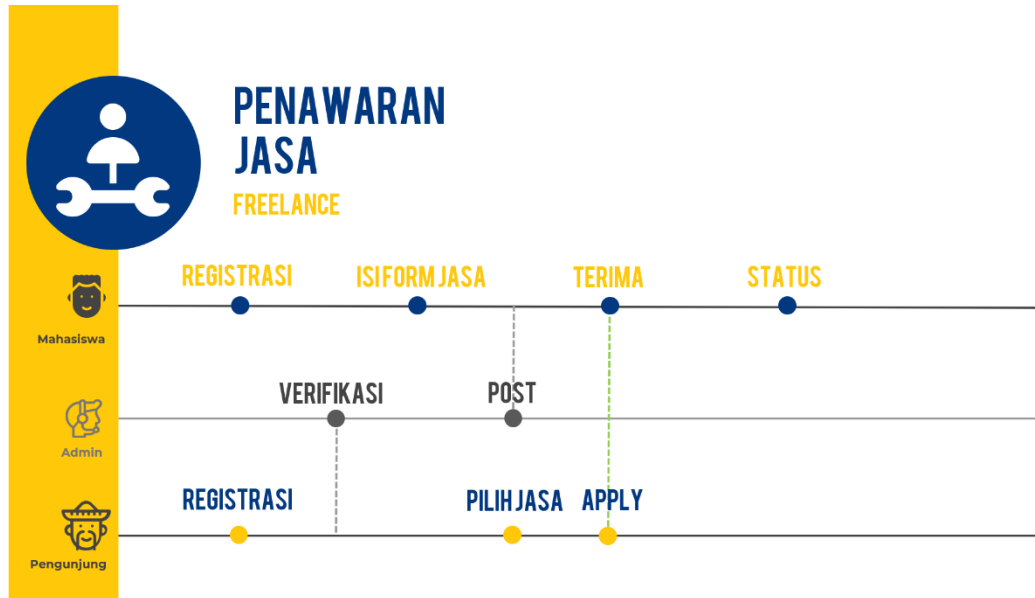 PENAWARAN
JASA
FREELANCE
REGISTRASI ISI FORM JASA TERIMA STATUS
Mahasiswa
VERIFIKASI POST
Admin
REGISTRASI PILIH JASA APPLY
Pengunjung